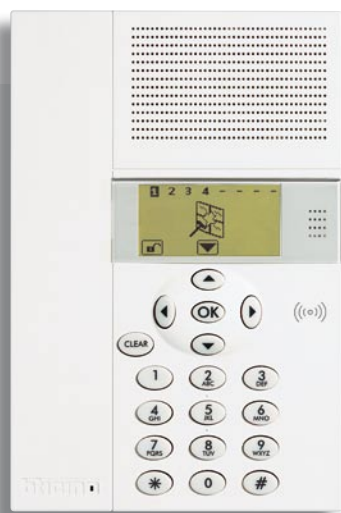 1 2 3 4 - - - -
OK
CLEAR
1 2 ABC 3 DEF
4 GHI 5 JKL 6 MNO
7 PQRS 8 TUV 9 WXYZ
* 0 #
bticino